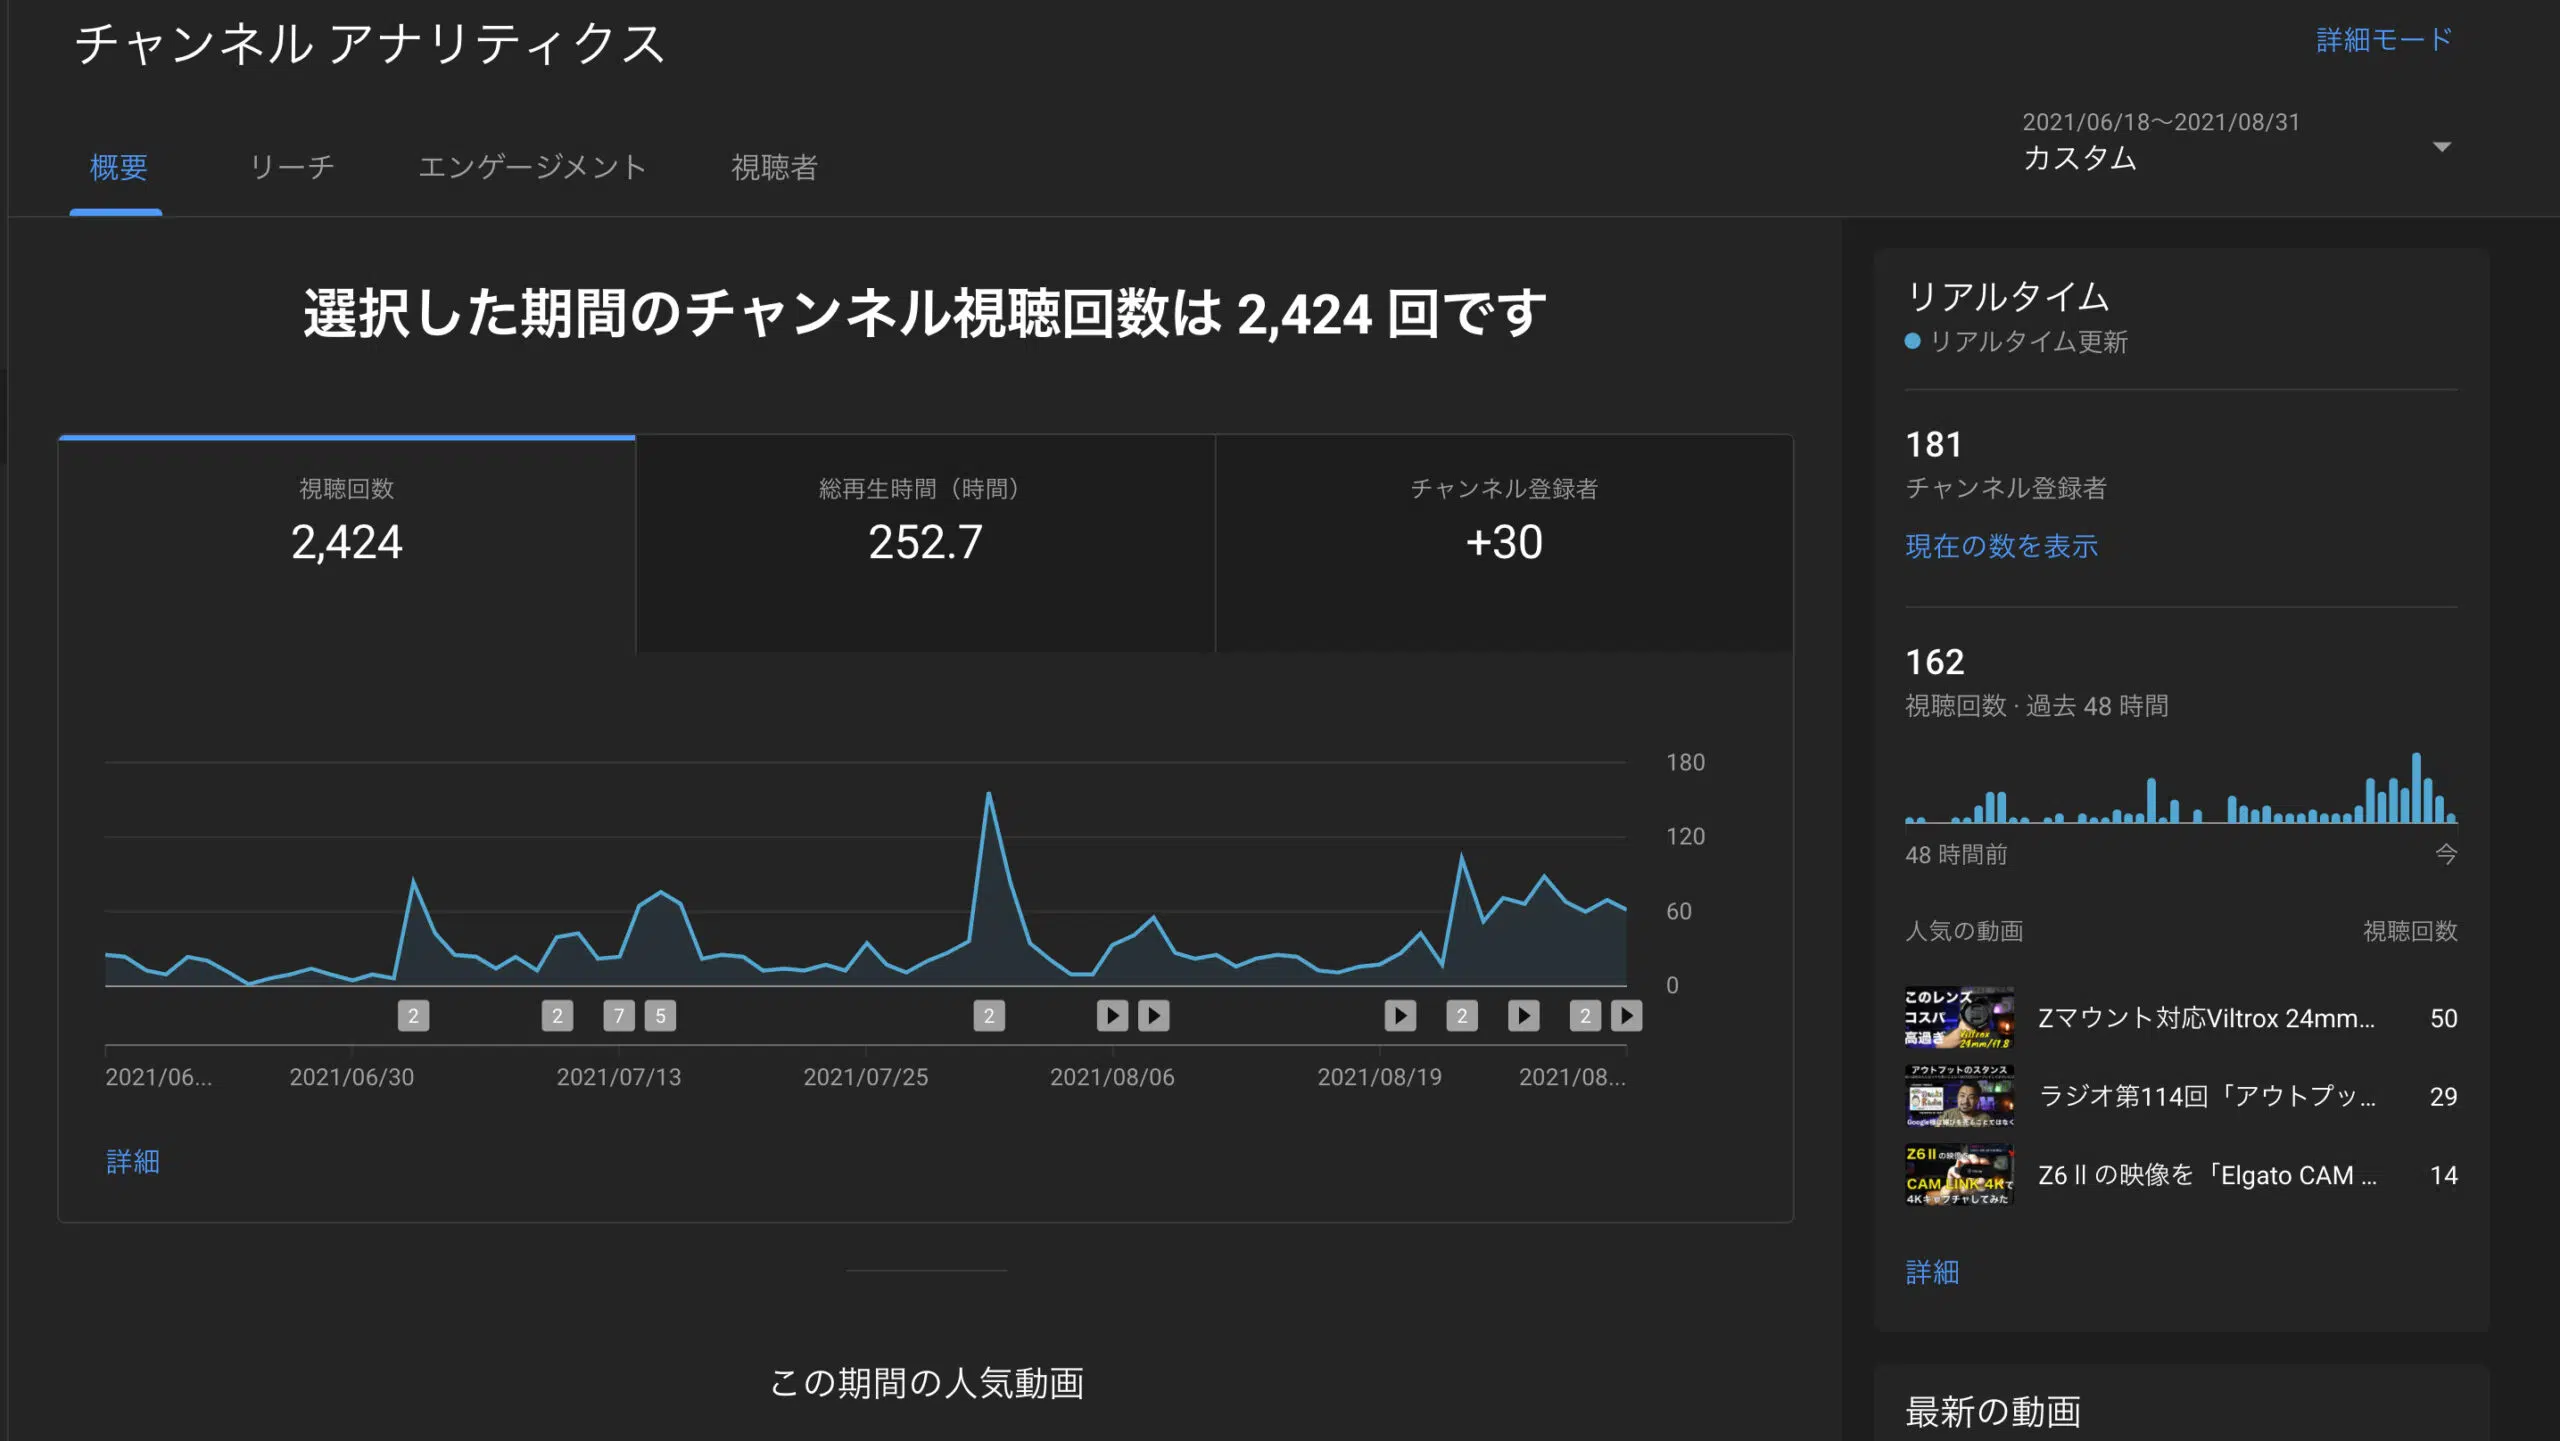 チャンネル アナリティクス
詳細モード
概要
リーチ
エンゲージメント
視聴者
2021/06/18～2021/08/31
カスタム
選択した期間のチャンネル視聴回数は 2,424 回です
視聴回数
2,424
総再生時間（時間）
252.7
チャンネル登録者
+30
180
120
60
0
2
2
7
5
2
2
2
2021/06...
2021/06/30
2021/07/13
2021/07/25
2021/08/06
2021/08/19
2021/08...
詳細
この期間の人気動画
リアルタイム
リアルタイム更新
181
チャンネル登録者
現在の数を表示
162
視聴回数 · 過去 48 時間
48 時間前
今
人気の動画
視聴回数
このレンズ
コスパ
高過ぎ
Viltrox
24mm/f1.8
Zマウント対応Viltrox 24mm...
50
アウトプットのスタンス
ラジオ第114回「アウトプッ...
29
Z6Ⅱの映像を
CAM LINK 4Kで
4Kキャプチャしてみた
Z6Ⅱの映像を「Elgato CAM ...
14
詳細
最新の動画